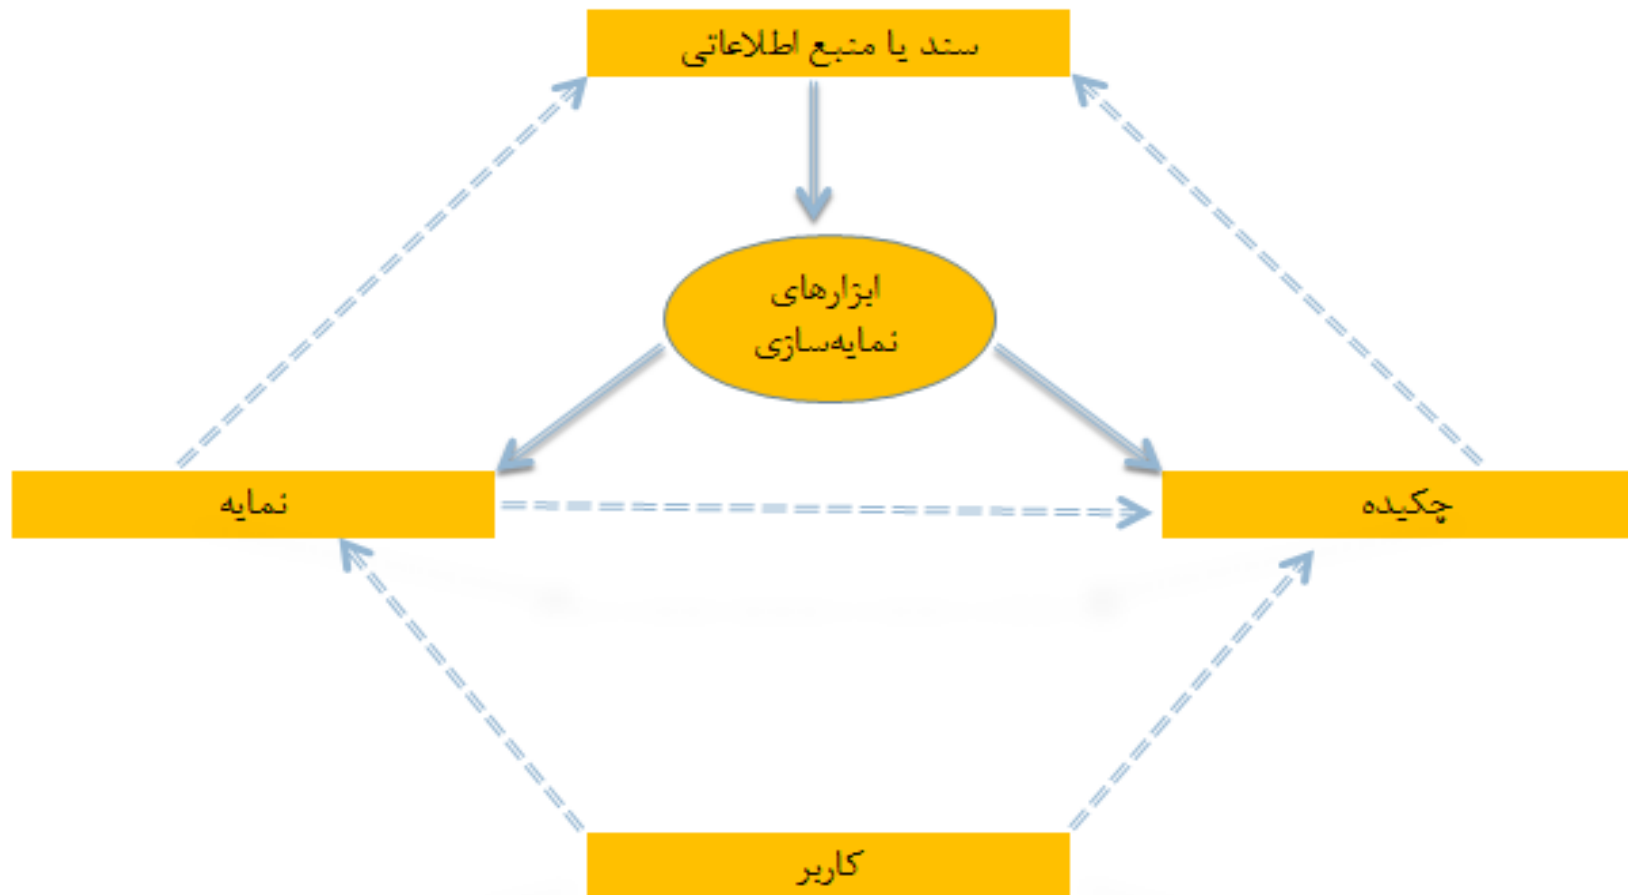 سند یا منبع اطلاعاتی
ابزارهای
نمایه‌سازی
چکیده
نمایه
کاربر